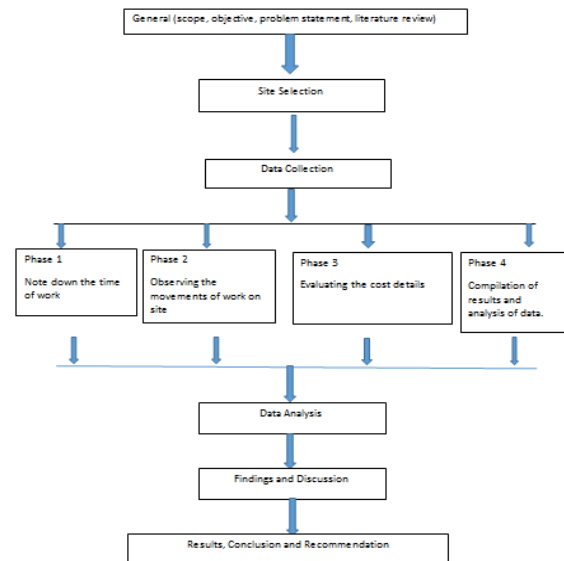 General (scope, objective, problem statement, literature review)
Site Selection
Data Collection
Phase 1
Note down the time
of work
Phase 2
Observing the
movements of work on
site
Phase 3
Evaluating the cost details
Phase 4
Compilation of
results and
analysis of data.
Data Analysis
Findings and Discussion
Results, Conclusion and Recommendation